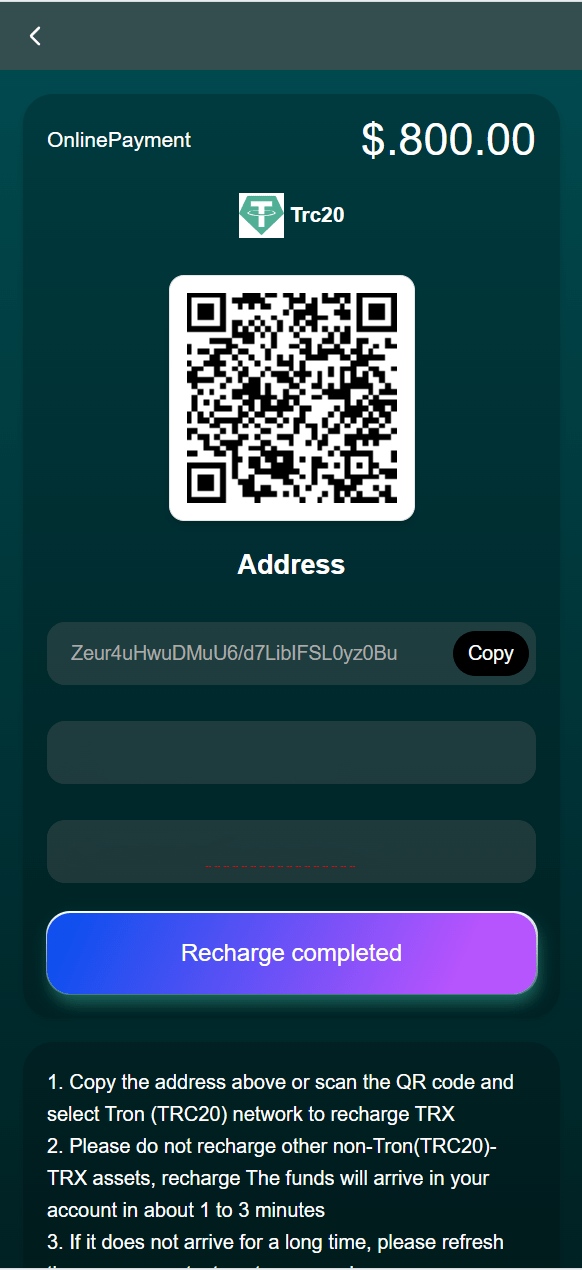 OnlinePayment
$.800.00
Trc20
Address
Zeur4uHwuDMuU6/d7LibIFSL0yz0Bu
Copy
Recharge completed
1. Copy the address above or scan the QR code and
select Tron (TRC20) network to recharge TRX
2. Please do not recharge other non-Tron(TRC20)-
TRX assets, recharge The funds will arrive in your
account in about 1 to 3 minutes
3. If it does not arrive for a long time, please refresh